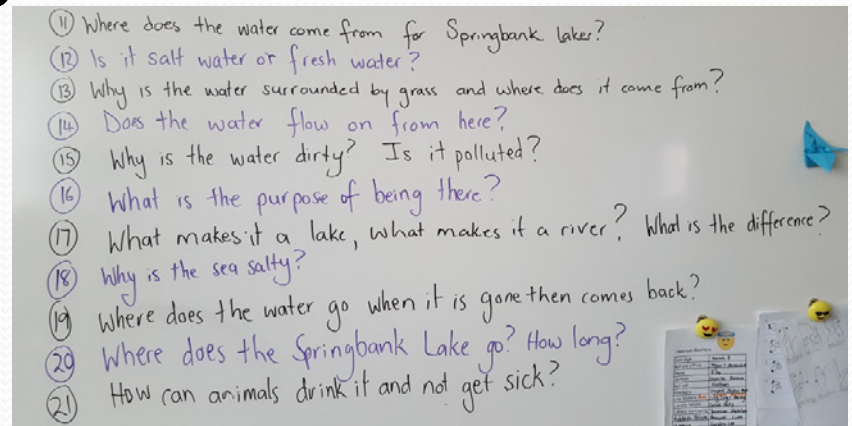 11 Where does the water come from for Springbank Lakes?
12 Is it salt water or fresh water?
13 Why is the water surrounded by grass and where does it come from?
14 Does the water flow on from here?
15 Why is the water dirty? Is it polluted?
16 What is the purpose of being there?
17 What makes it a lake, what makes it a river? What is the difference?
18 Why is the sea salty?
19 Where does the water go when it is gone then comes back?
20 Where does the Springbank Lake go? How long?
21 How can animals drink it and not get sick?